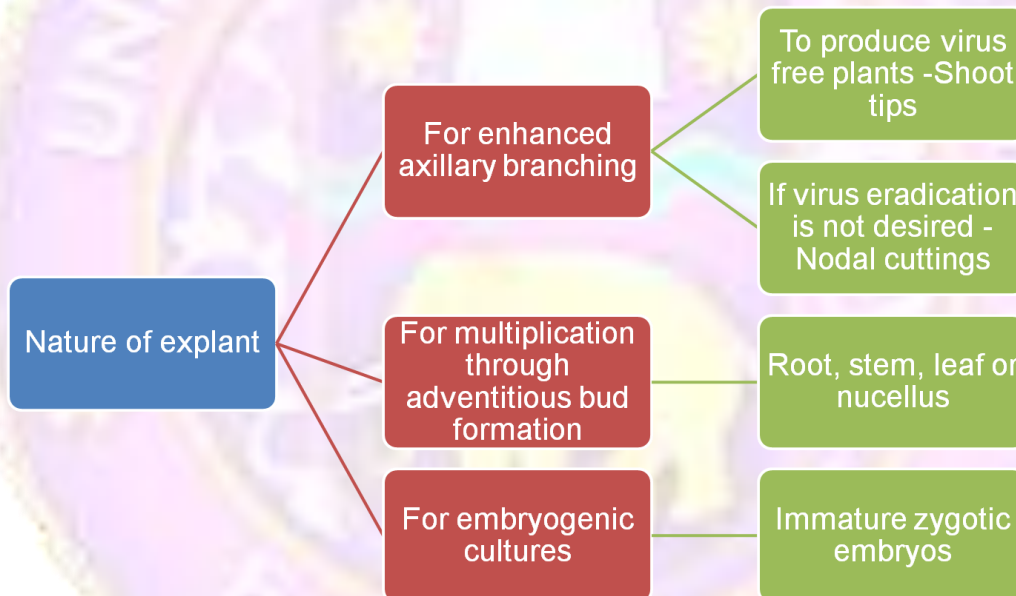 Nature of explant
For enhanced
axillary branching
To produce virus
free plants -Shoot
tips
If virus eradication
is not desired -
Nodal cuttings
For multiplication
through
adventitious bud
formation
Root, stem, leaf or
nucellus
For embryogenic
cultures
Immature zygotic
embryos
UN